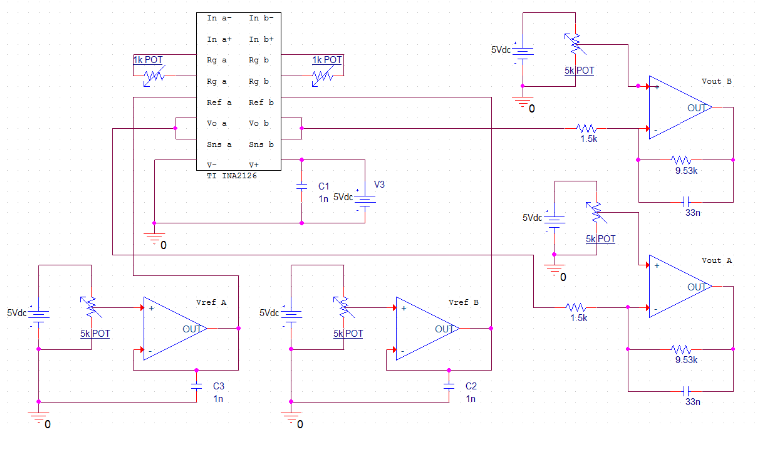 In a- In b-
In a+ In b+
1k POT Rg a Rg b 1k POT
Rg a Rg b
Ref a Ref b
Vo a Vo b
Sns a Sns b
V- V+
TI INA2126
C1
1n
5Vdc
V3
0
5Vdc
5k POT
0
Vout B
+
OUT
-
1.5k
9.53k
33n
5Vdc
5k POT
0
Vout A
+
OUT
-
1.5k
9.53k
33n
5Vdc
5k POT
Vref A
+
OUT
-
C3
1n
0
5Vdc
5k POT
Vref B
+
OUT
-
C2
1n
0